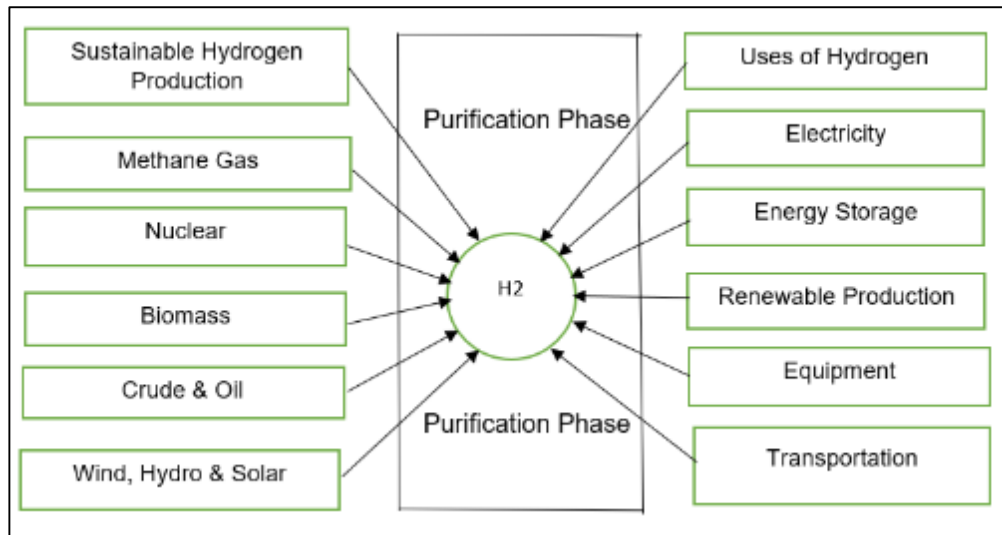 Sustainable Hydrogen
Production
Methane Gas
Nuclear
Biomass
Crude & Oil
Wind, Hydro & Solar
Purification Phase
H2
Purification Phase
Uses of Hydrogen
Electricity
Energy Storage
Renewable Production
Equipment
Transportation